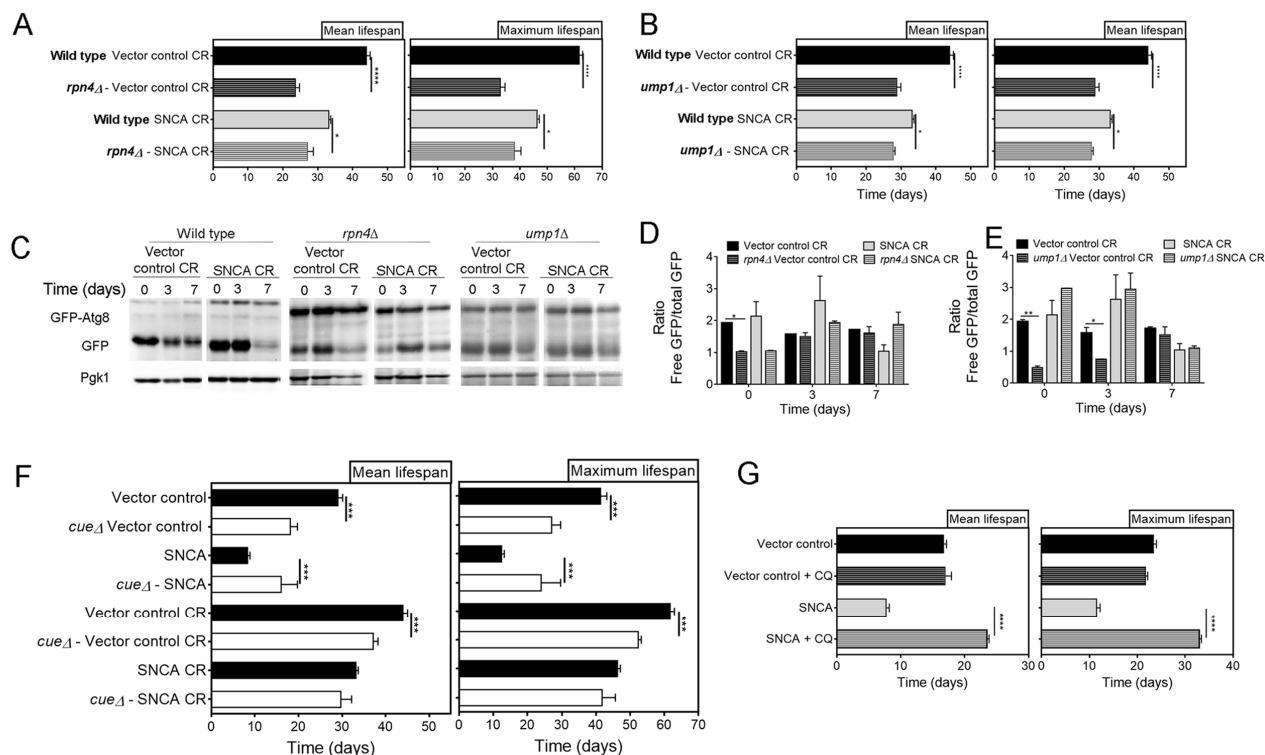 A
Mean lifespan
Maximum lifespan
Wild type Vector control CR
rpn4Δ - Vector control CR
Wild type SNCA CR
rpn4Δ - SNCA CR
****
*
****
*
0 10 20 30 40 50
0 10 20 30 40 50 60 70
B
Mean lifespan
Mean lifespan
Wild type Vector control CR
ump1Δ - Vector control CR
Wild type SNCA CR
ump1Δ - SNCA CR
****
*
****
*
0 10 20 30 40 50
0 10 20 30 40 50
Time (days)
Time (days)
C
Wild type
rpn4Δ
ump1Δ
Vector control CR
SNCA CR
Vector control CR
SNCA CR
Vector control CR
SNCA CR
Time (days)
0 3 7
0 3 7
0 3 7
0 3 7
0 3 7
0 3 7
GFP-Atg8
GFP
Pgk1
D
Vector control CR
SNCA CR
rpn4Δ Vector control CR
rpn4Δ SNCA CR
Ratio
Free GFP/total GFP
4
3
2
1
0
*
0 3 7
Time (days)
E
Vector control CR
SNCA CR
ump1Δ Vector control CR
ump1Δ SNCA CR
Ratio
Free GFP/total GFP
4
3
2
1
0
**
*
0 3 7
Time (days)
F
Mean lifespan
Maximum lifespan
Vector control
cueΔ Vector control
SNCA
cueΔ - SNCA
Vector control CR
cueΔ - Vector control CR
SNCA CR
cueΔ - SNCA CR
***
***
***
***
***
***
0 10 20 30 40 50
0 10 20 30 40 50 60 70
Time (days)
Time (days)
G
Mean lifespan
Maximum lifespan
Vector control
Vector control + CQ
SNCA
SNCA + CQ
****
****
0 10 20 30
0 10 20 30 40
Time (days)
Time (days)